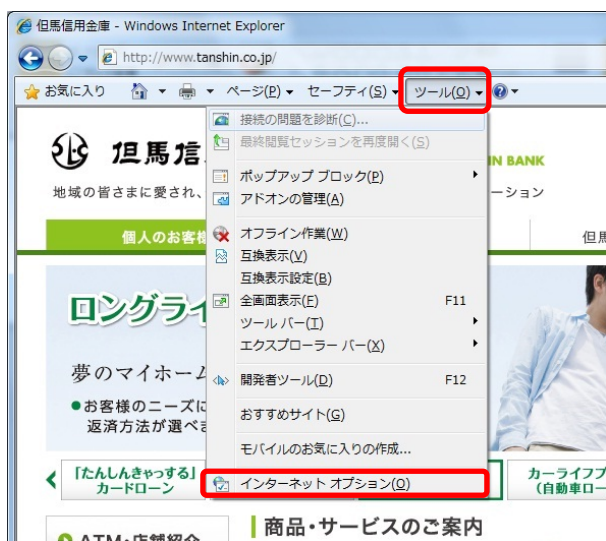 但馬信用金庫 - Windows Internet Explorer
http://www.tanshin.co.jp/
お気に入り ページ(P) セーフティ(S) ツール(O)
接続の問題を診断(C)...
最終閲覧セッションを再度開く(S)
但馬信
IN BANK
ポップアップ ブロック(P)
地域の皆さまに愛され、
ーション
アドオンの管理(A)
個人のお客様
オフライン作業(W)
但馬
互換表示(V)
互換表示設定(B)
ロングライ
全画面表示(F) F11
ツール バー(T)
エクスプローラー バー(X)
夢のマイホーム
開発者ツール(D) F12
●お客様のニーズに
返済方法が選べま
おすすめサイト(G)
モバイルのお気に入りの作成...
「たんしんきゃっする」
カードローン
インターネット オプション(O)
カーライフプ
(自動車ロー
商品・サービスのご案内
ATM・店舗紹介